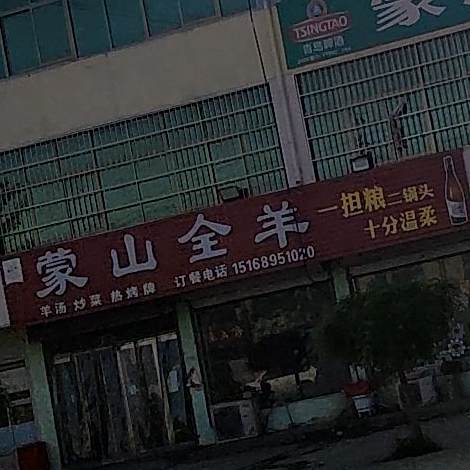 TSINGTAO
青岛啤酒
蒙
蒙山全羊
一担粮二锅头
十分温柔
羊汤 炒菜 热烤牌 订餐电话 15168951020